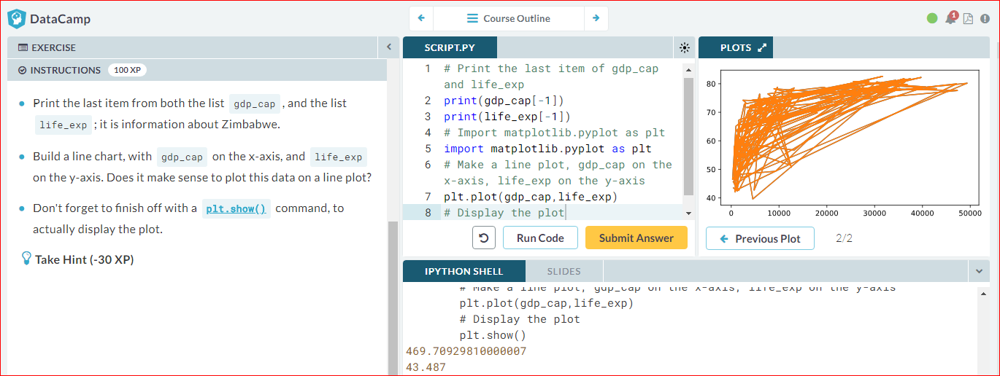 DataCamp
Course Outline
1
EXERCISE
INSTRUCTIONS 100 XP
Print the last item from both the list gdp_cap , and the list
life_exp ; it is information about Zimbabwe.
Build a line chart, with gdp_cap on the x-axis, and life_exp
on the y-axis. Does it make sense to plot this data on a line plot?
Don't forget to finish off with a plt.show() command, to
actually display the plot.
Take Hint (-30 XP)
SCRIPT.PY
1 # Print the last item of gdp_cap
and life_exp
2 print(gdp_cap[-1])
3 print(life_exp[-1])
4 # Import matplotlib.pyplot as plt
5 import matplotlib.pyplot as plt
6 # Make a line plot, gdp_cap on the
x-axis, life_exp on the y-axis
7 plt.plot(gdp_cap,life_exp)
8 # Display the plot
Run Code
Submit Answer
PLOTS
80
70
60
50
40
0 10000 20000 30000 40000 50000
Previous Plot 2/2
IPYTHON SHELL SLIDES
# Make a line plot, gdp_cap on the x-axis, life_exp on the y-axis
plt.plot(gdp_cap,life_exp)
# Display the plot
plt.show()
469.70929810000007
43.487